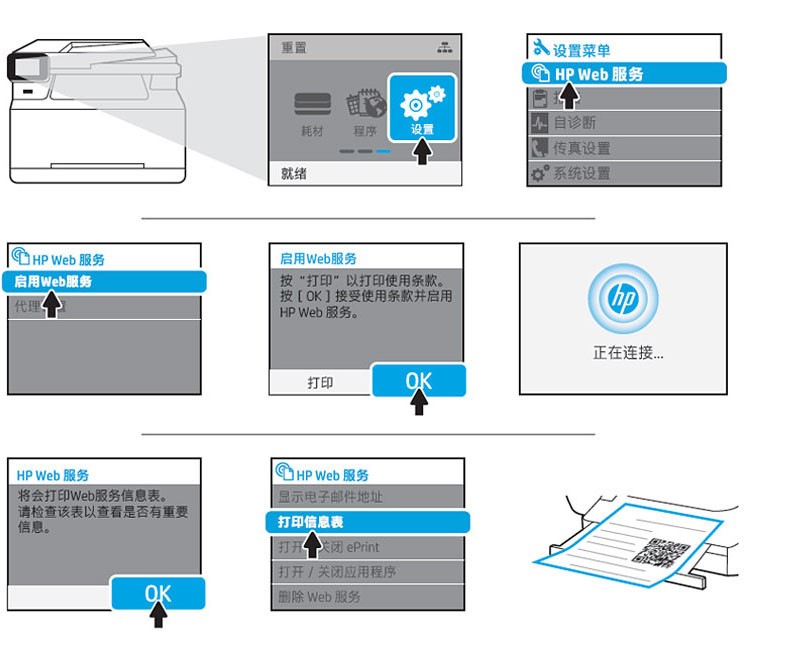 重置
耗材
程序
设置
就绪
设置菜单
HP Web 服务
自诊断
传真设置
系统设置
HP Web 服务
启用Web服务
代理
启用Web服务
按“打印”以打印使用条款。
按［OK］接受使用条款并启用
HP Web 服务。
打印
OK
hp
正在连接...
HP Web 服务
将会打印Web服务信息表。
请检查该表以查看是否有重要
信息。
OK
HP Web 服务
显示电子邮件地址
打印信息表
打开 关闭 ePrint
打开 / 关闭应用程序
删除 Web 服务